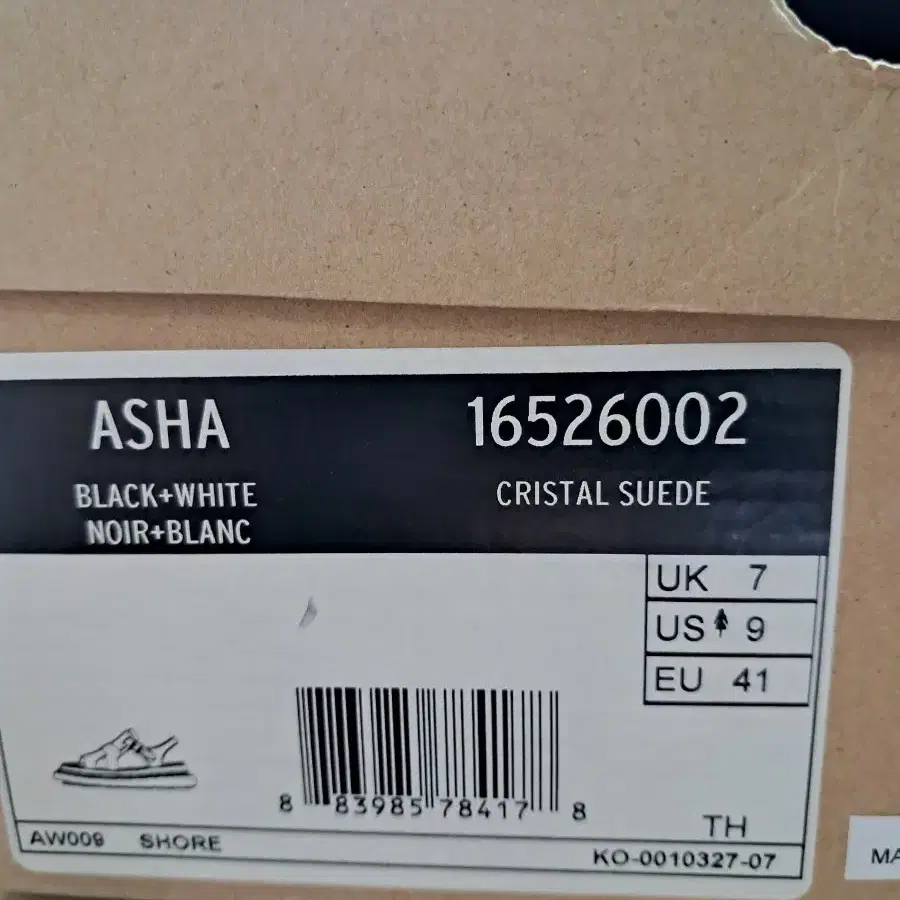 ASHA 16526002
BLACK+WHITE CRISTAL SUEDE
NOIR+BLANC
UK 7
US 9
EU 41
8 83985 78417 8
TH
AW009 SHORE
KO-0010327-07